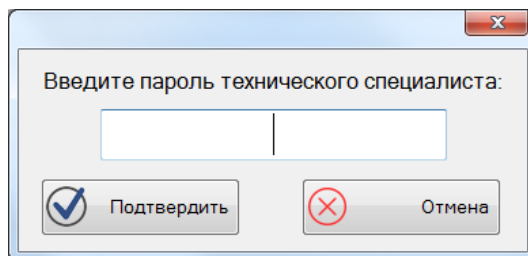 Введите пароль технического специалиста:
Подтвердить
Отмена